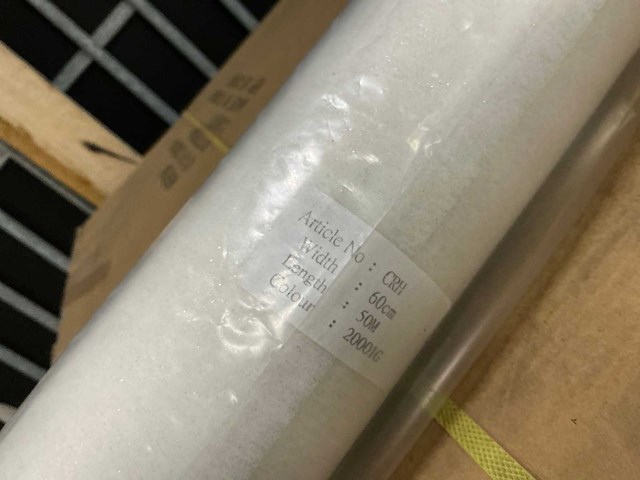 Article No : CRH
Width : 60cm
Length : 50M
Colour : 20001G